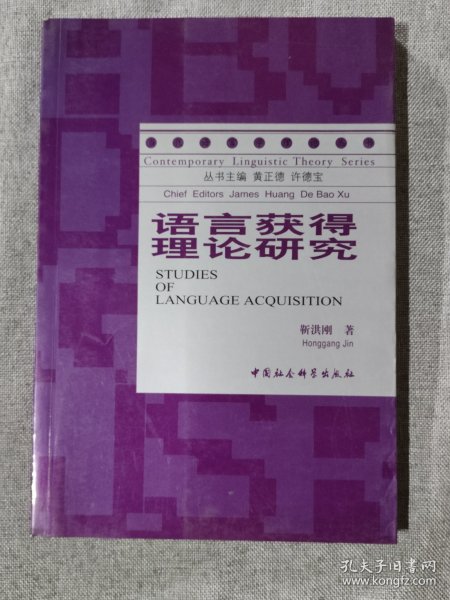 Contemporary Linguistic Theory Series
丛书主编 黄正德 许德宝
Chief Editors James Huang De Bao Xu
语言获得
理论研究
STUDIES
OF
LANGUAGE ACQUISITION
靳洪刚 著
Honggang Jin
中国社会科学出版社
孔夫子旧书网
www.kongfz.com